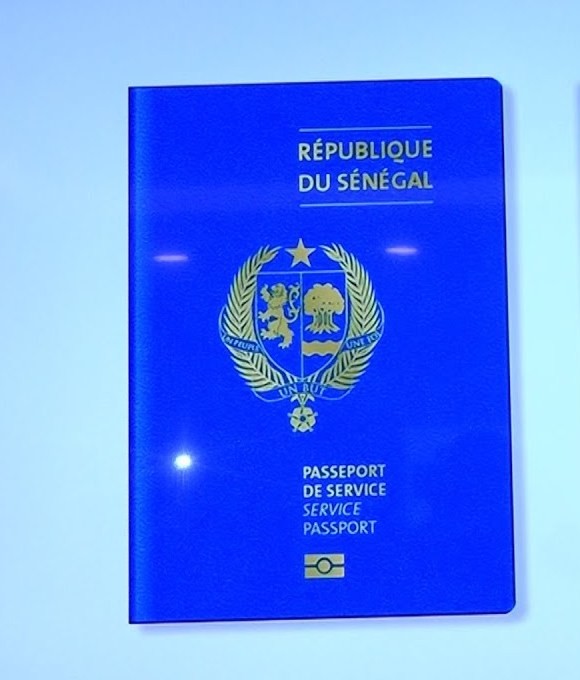 RÉPUBLIQUE
DU SÉNÉGAL
UN PEUPLE
UNE FOI
UN BUT
PASSEPORT
DE SERVICE
SERVICE
PASSPORT